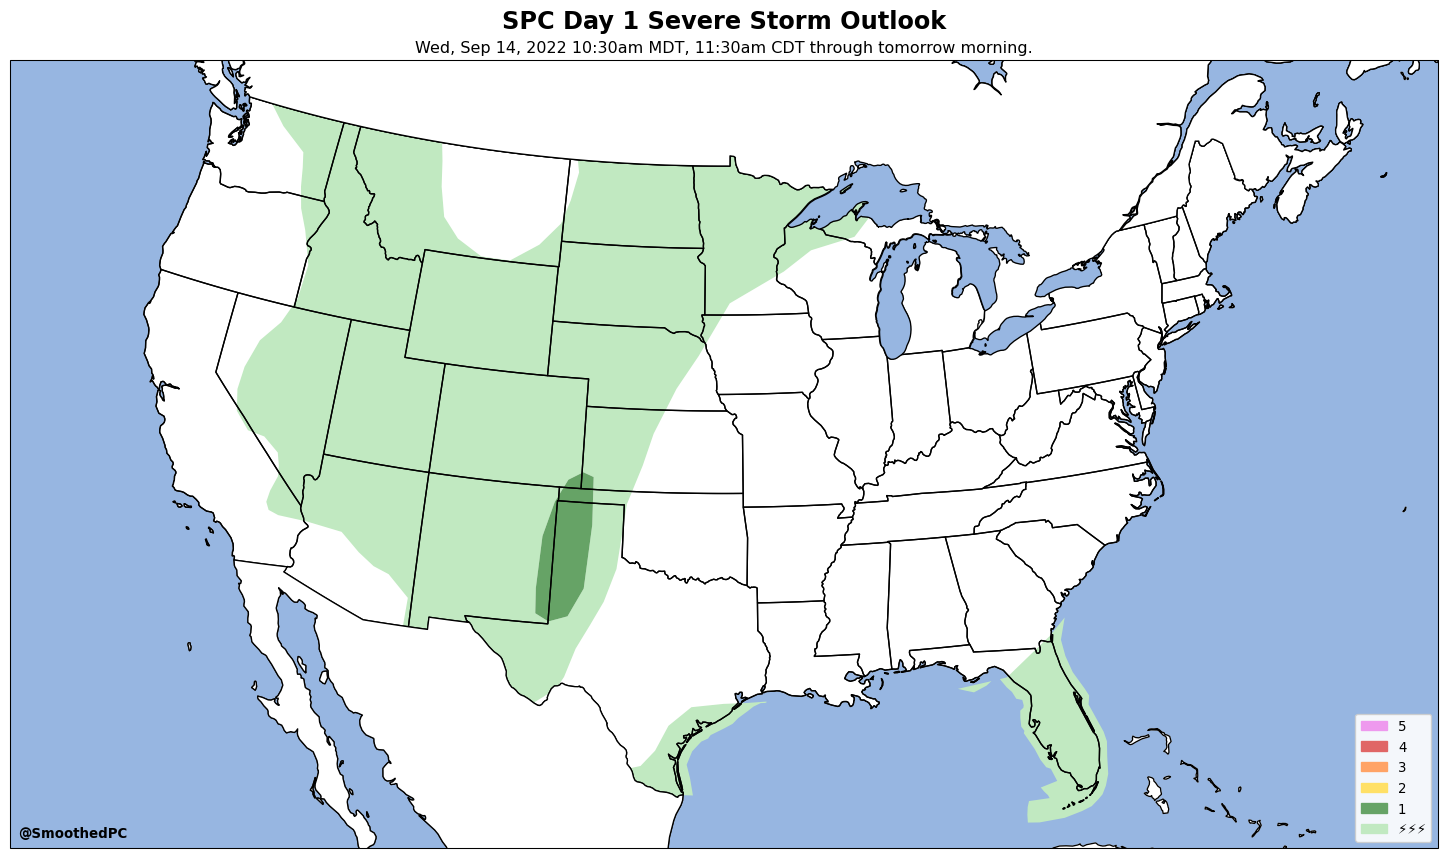 SPC Day 1 Severe Storm Outlook
Wed, Sep 14, 2022 10:30am MDT, 11:30am CDT through tomorrow morning.
5
4
3
2
1
⚡⚡⚡
@SmoothedPC